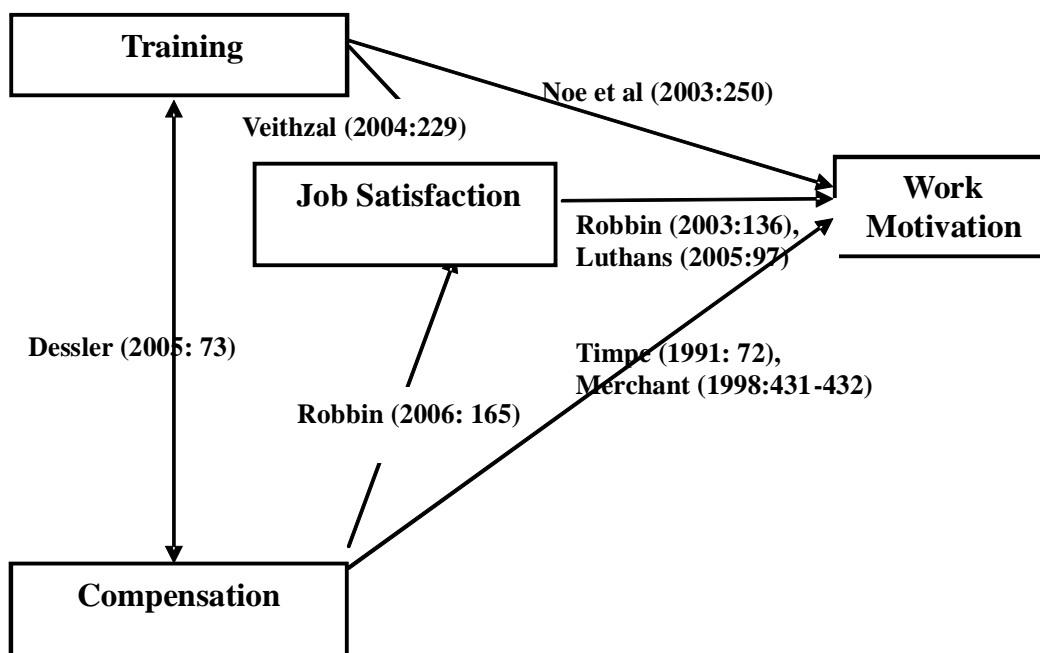 Training
Noe et al (2003:250)
Veithzal (2004:229)
Job Satisfaction
Work
Motivation
Robbin (2003:136),
Luthans (2005:97)
Dessler (2005: 73)
Timpe (1991: 72),
Merchant (1998:431-432)
Robbin (2006: 165)
Compensation